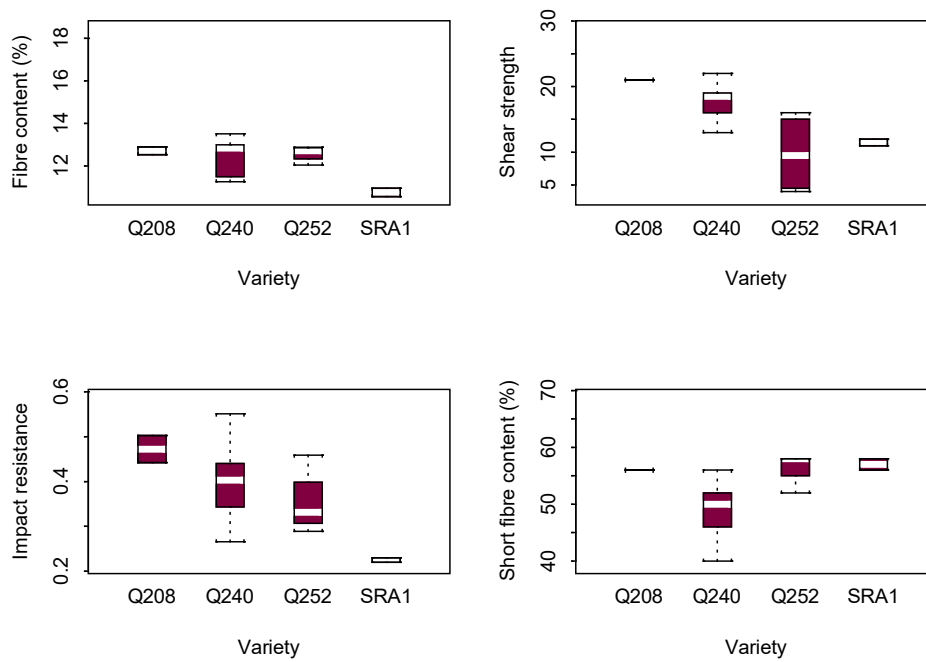 Fibre content (%)
18
16
14
12
Q208 Q240 Q252 SRA1
Variety
Shear strength
30
20
10
5
Q208 Q240 Q252 SRA1
Variety
Impact resistance
0.6
0.4
0.2
Q208 Q240 Q252 SRA1
Variety
Short fibre content (%)
70
60
50
40
Q208 Q240 Q252 SRA1
Variety